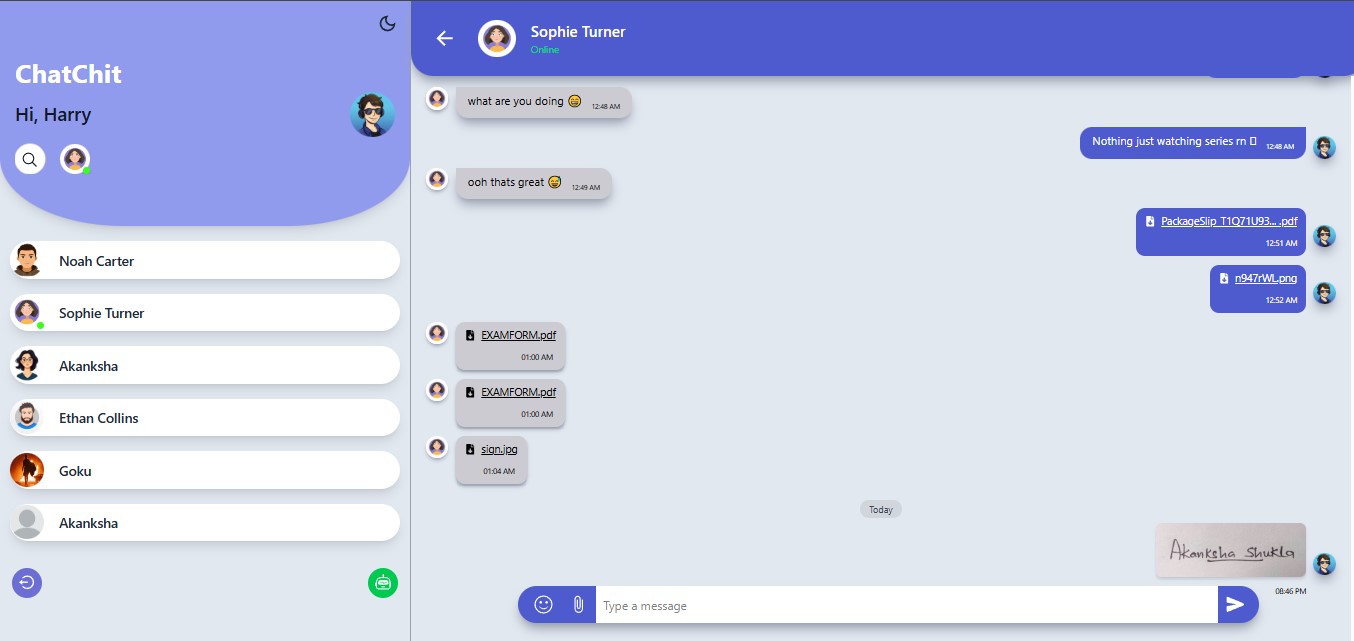 ChatChit
Hi, Harry
Noah Carter
Sophie Turner
Akanksha
Ethan Collins
Goku
Akanksha
Sophie Turner
Online
what are you doing 😅 12:48 AM
Nothing just watching series rn 12:48 AM
ooh thats great 😅 12:49 AM
PackageSlip_T1Q71U93... .pdf
12:51 AM
n947rWL.png
12:52 AM
EXAMFORM.pdf
01:00 AM
EXAMFORM.pdf
01:00 AM
sign.jpg
01:04 AM
Today
Akanksha Shukla
08:46 PM
Type a message